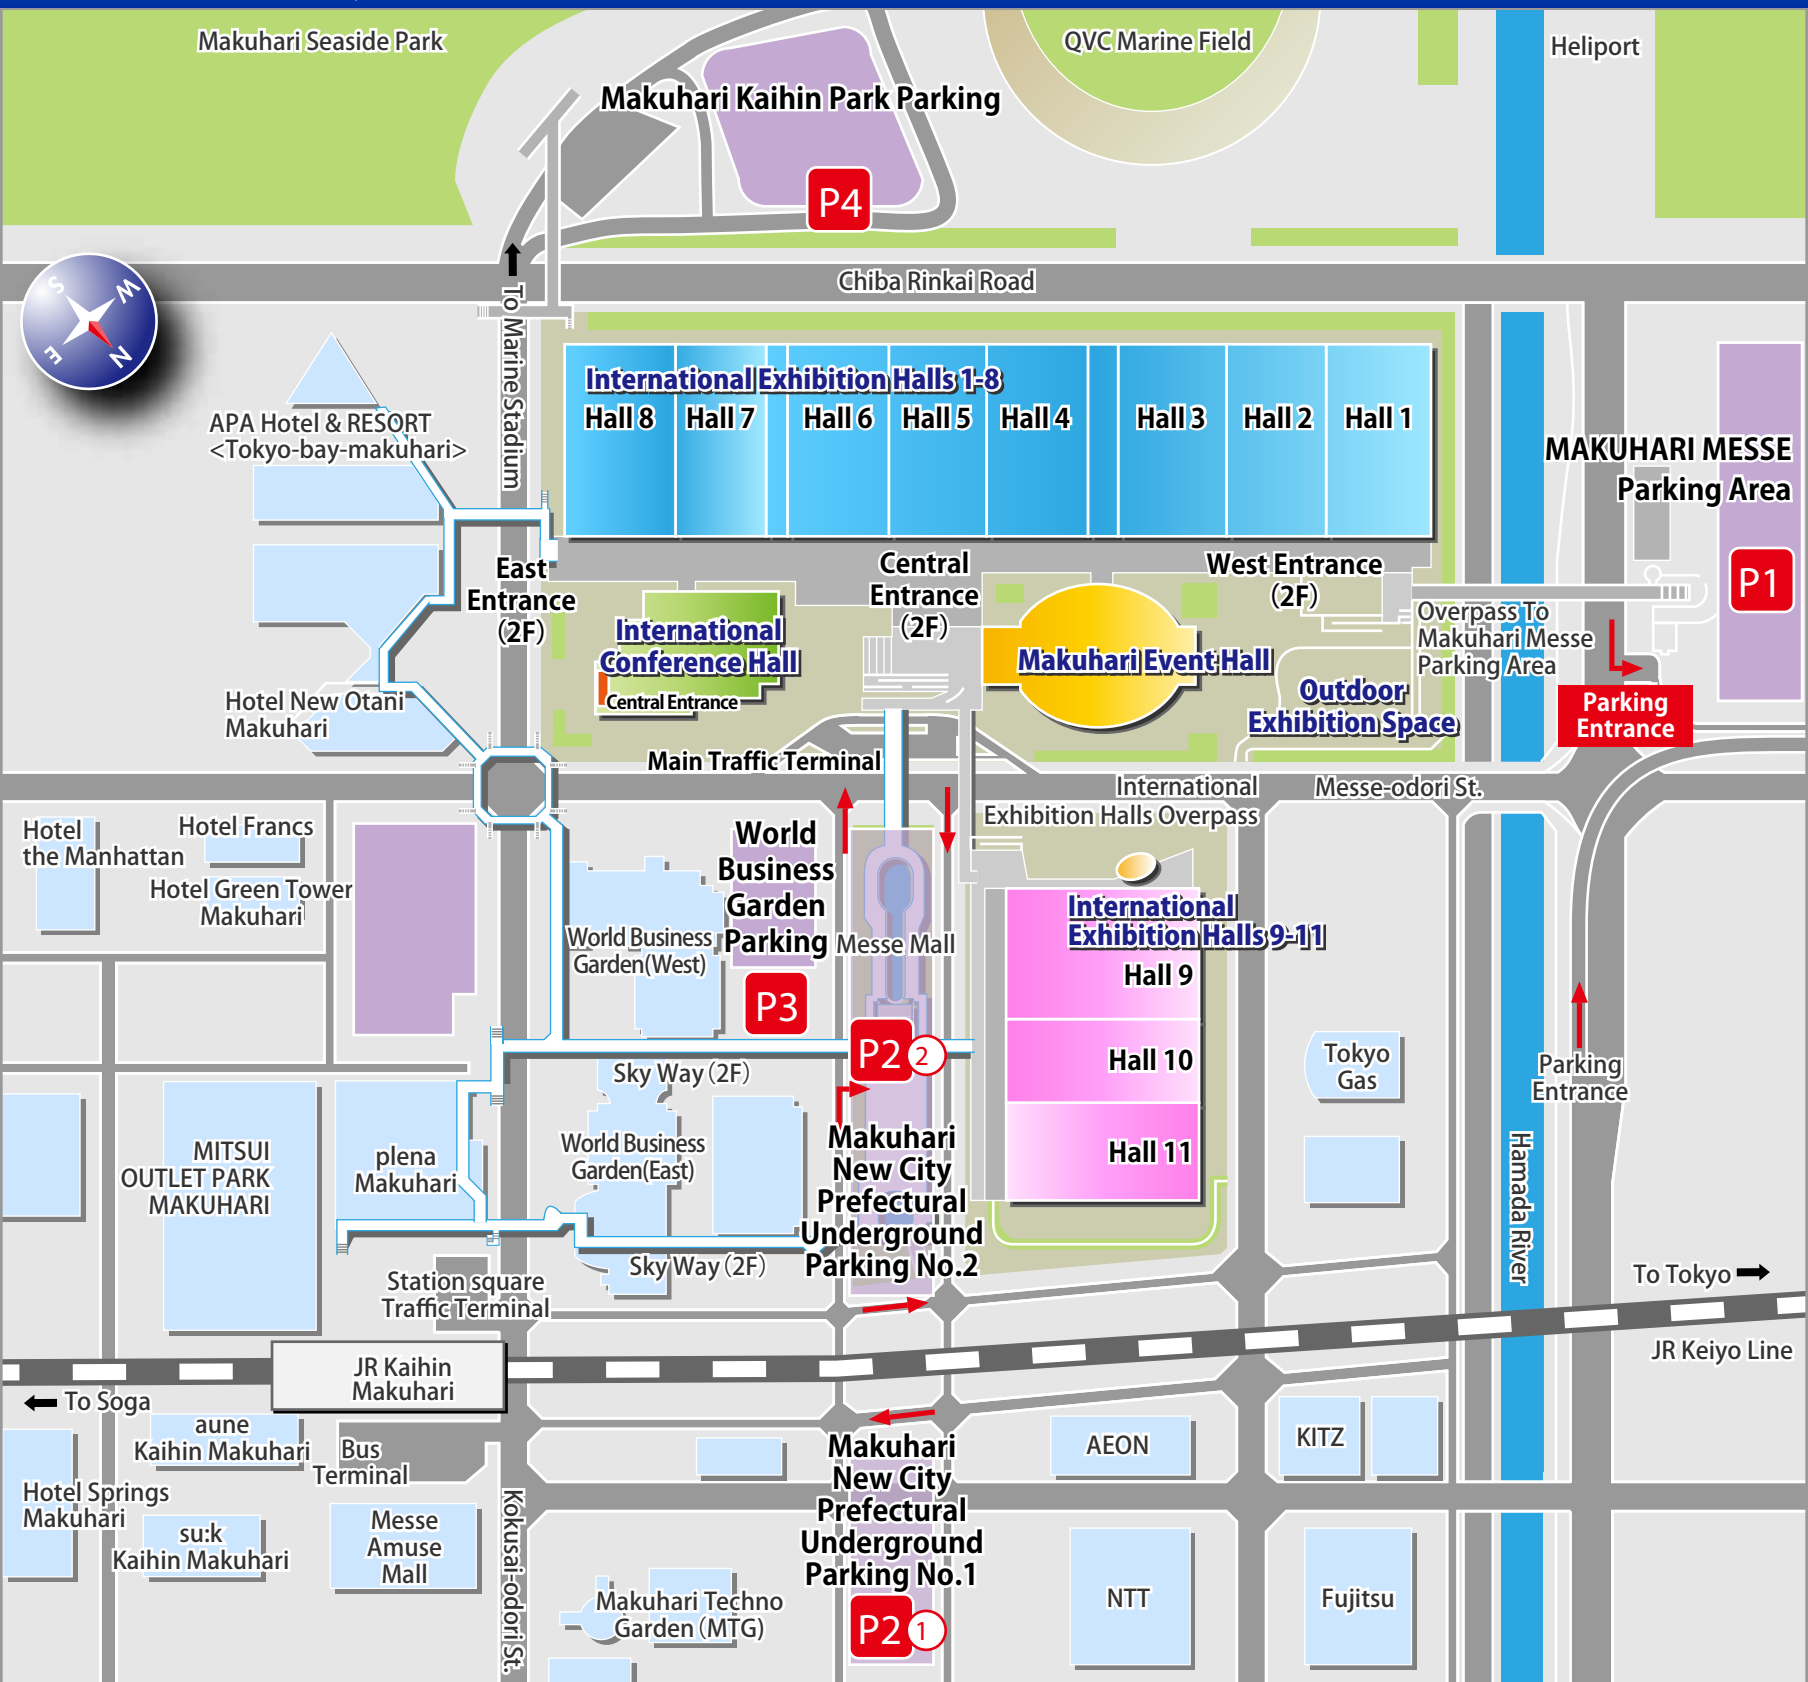 Makuhari Seaside Park
QVC Marine Field
Heliport
Makuhari Kaihin Park Parking
P4
Chiba Rinkai Road
S
W
E
N
To Marine Stadium
International Exhibition Halls 1-8
Hall 8
Hall 7
Hall 6
Hall 5
Hall 4
Hall 3
Hall 2
Hall 1
APA Hotel & RESORT
<Tokyo-bay-makuhari>
MAKUHARI MESSE
Parking Area
P1
East
Entrance
(2F)
Central
Entrance
(2F)
West Entrance
(2F)
Overpass To
Makuhari Messe
Parking Area
International
Conference Hall
Central Entrance
Makuhari Event Hall
Outdoor
Exhibition Space
Parking
Entrance
Hotel New Otani
Makuhari
Main Traffic Terminal
International
Exhibition Halls Overpass
Messe-odori St.
Hotel
the Manhattan
Hotel Francs
Hotel Green Tower
Makuhari
World
Business
Garden
Parking
P3
World Business
Garden(West)
Messe Mall
International
Exhibition Halls 9-11
Hall 9
Hall 10
Hall 11
P2
2
Sky Way (2F)
Tokyo
Gas
Parking
Entrance
MITSUI
OUTLET PARK
MAKUHARI
plena
Makuhari
World Business
Garden(East)
Makuhari
New City
Prefectural
Underground
Parking No.2
Hamada River
Sky Way (2F)
Station square
Traffic Terminal
To Tokyo
JR Kaihin
Makuhari
JR Keiyo Line
To Soga
aune
Kaihin Makuhari
Bus
Terminal
Makuhari
New City
Prefectural
Underground
Parking No.1
P2
1
AEON
KITZ
Hotel Springs
Makuhari
su:k
Kaihin Makuhari
Messe
Amuse
Mall
Kokusai-odori St.
Makuhari Techno
Garden (MTG)
NTT
Fujitsu